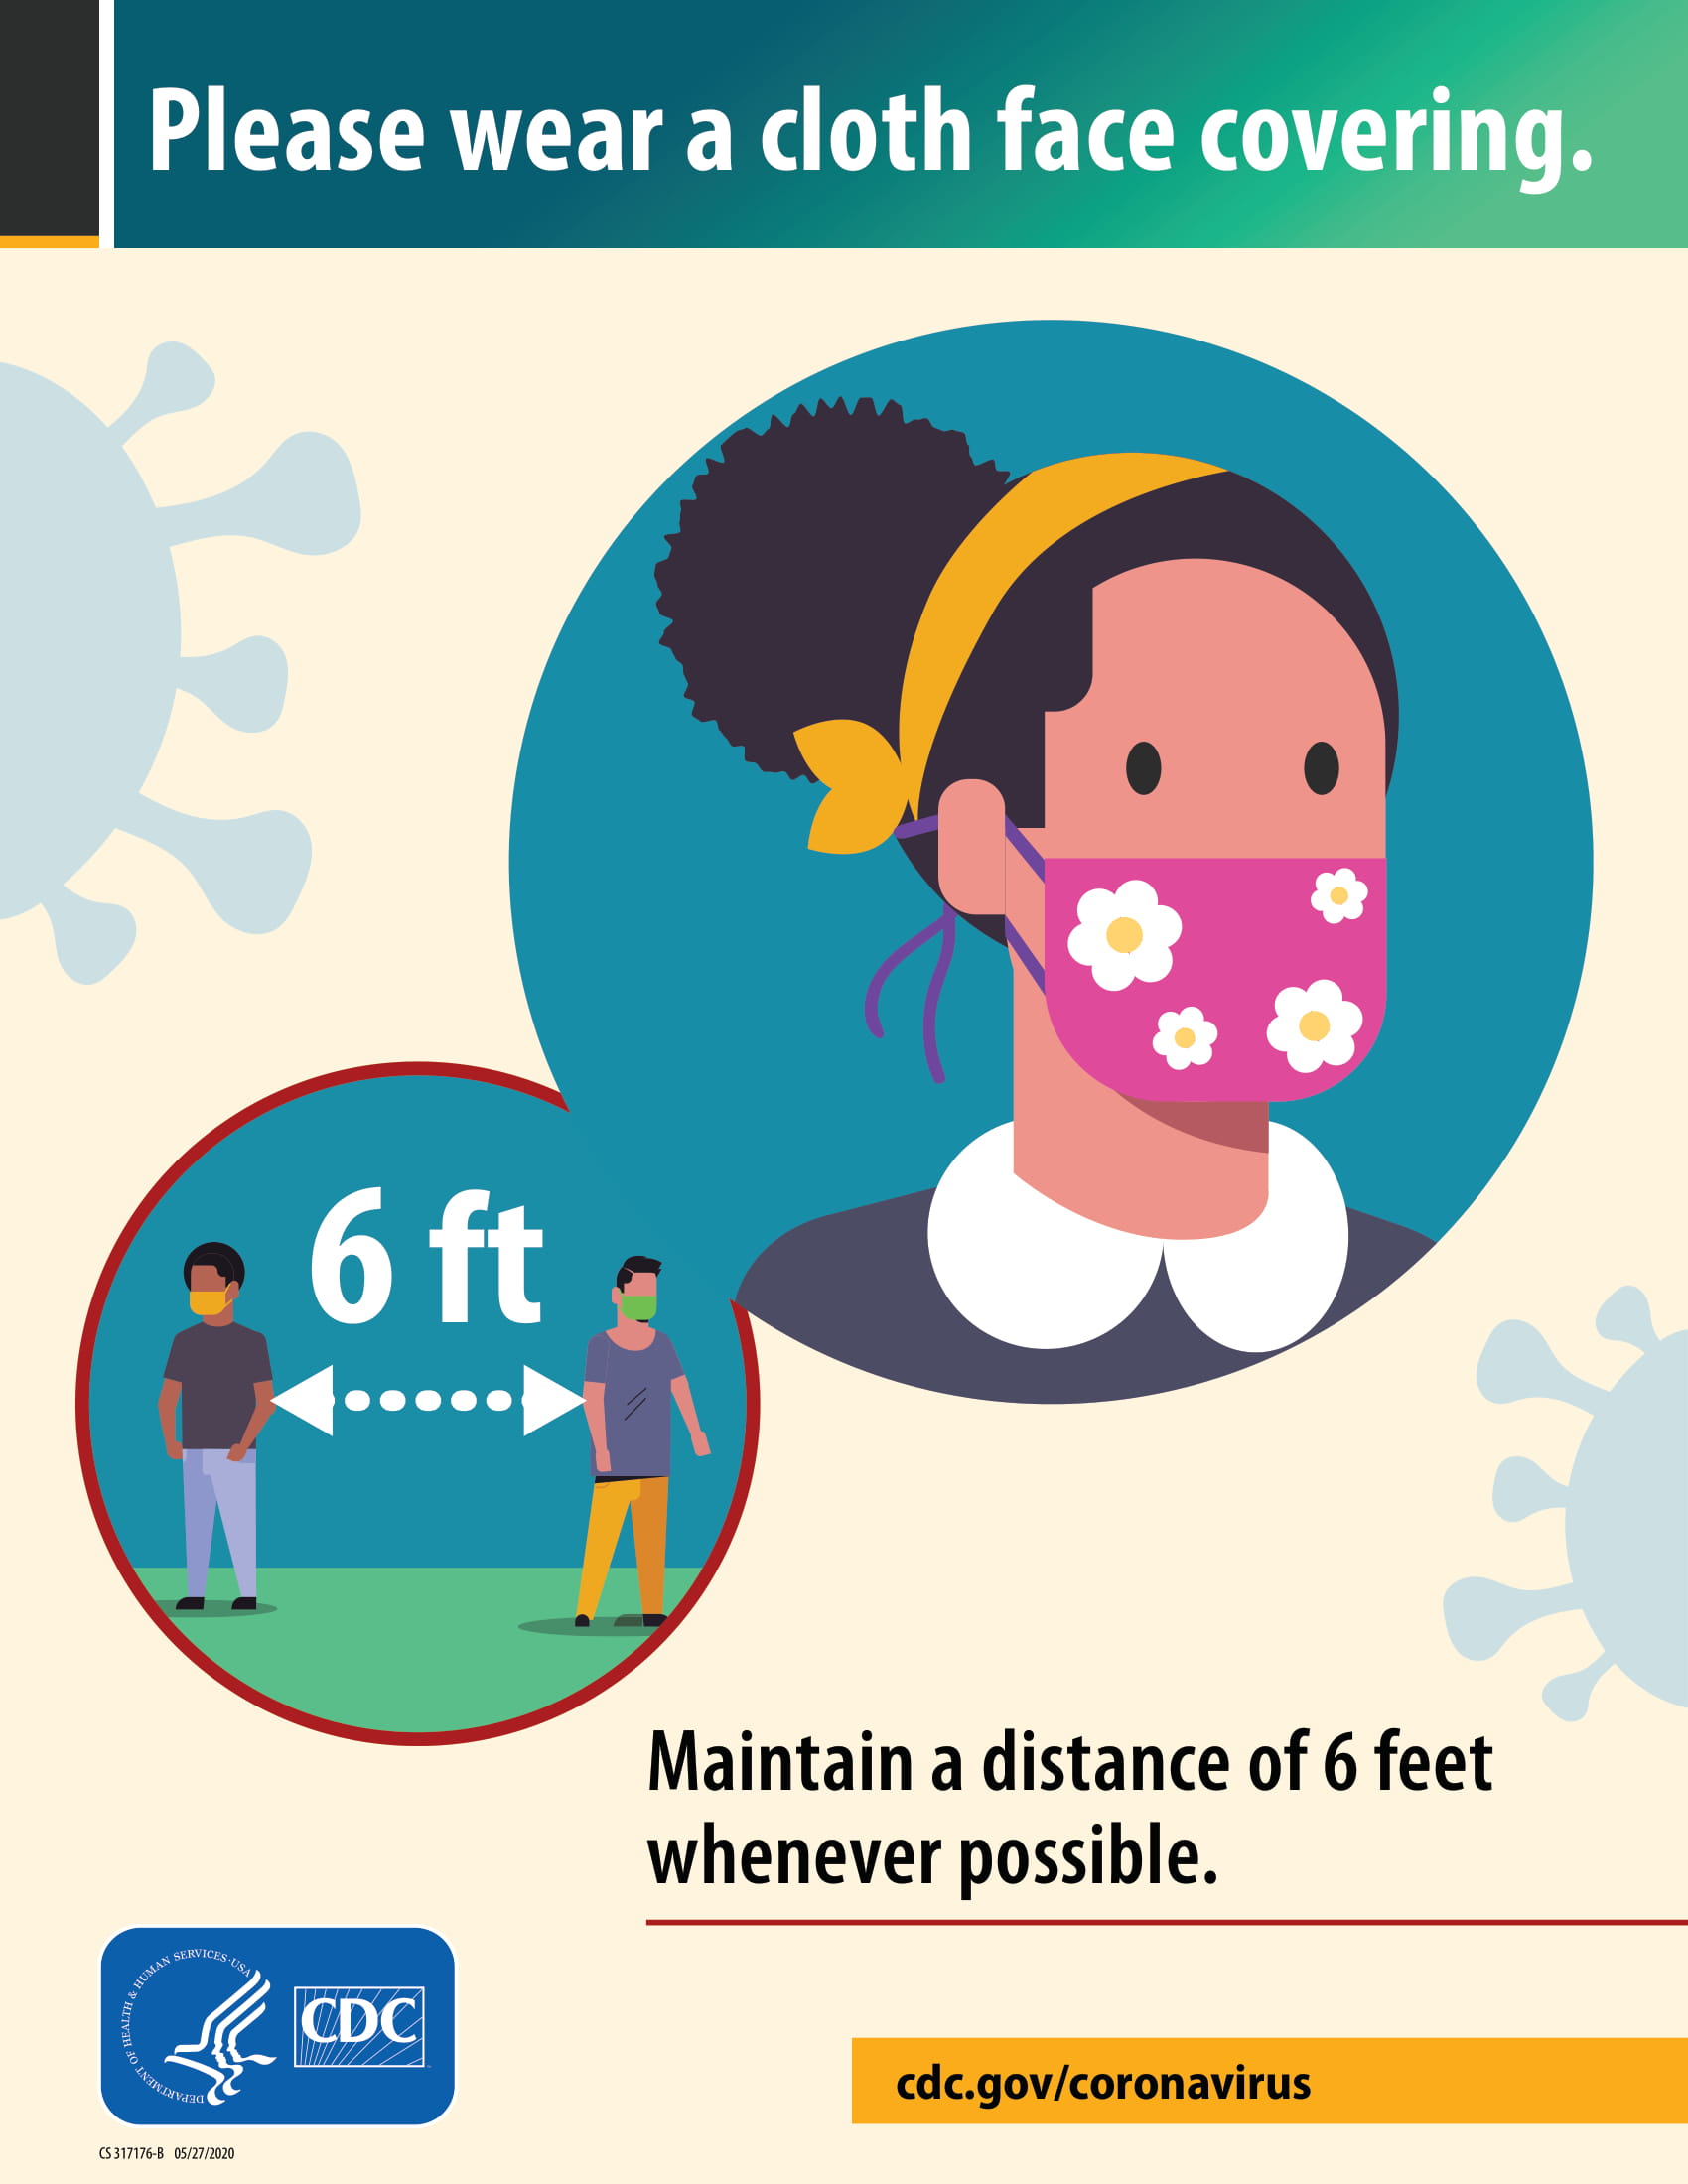 Please wear a cloth face covering.
6 ft
Maintain a distance of 6 feet
whenever possible.
DEPARTMENT OF HEALTH & HUMAN SERVICES·USA
CDC
cdc.gov/coronavirus
CS 317176-B 05/27/2020